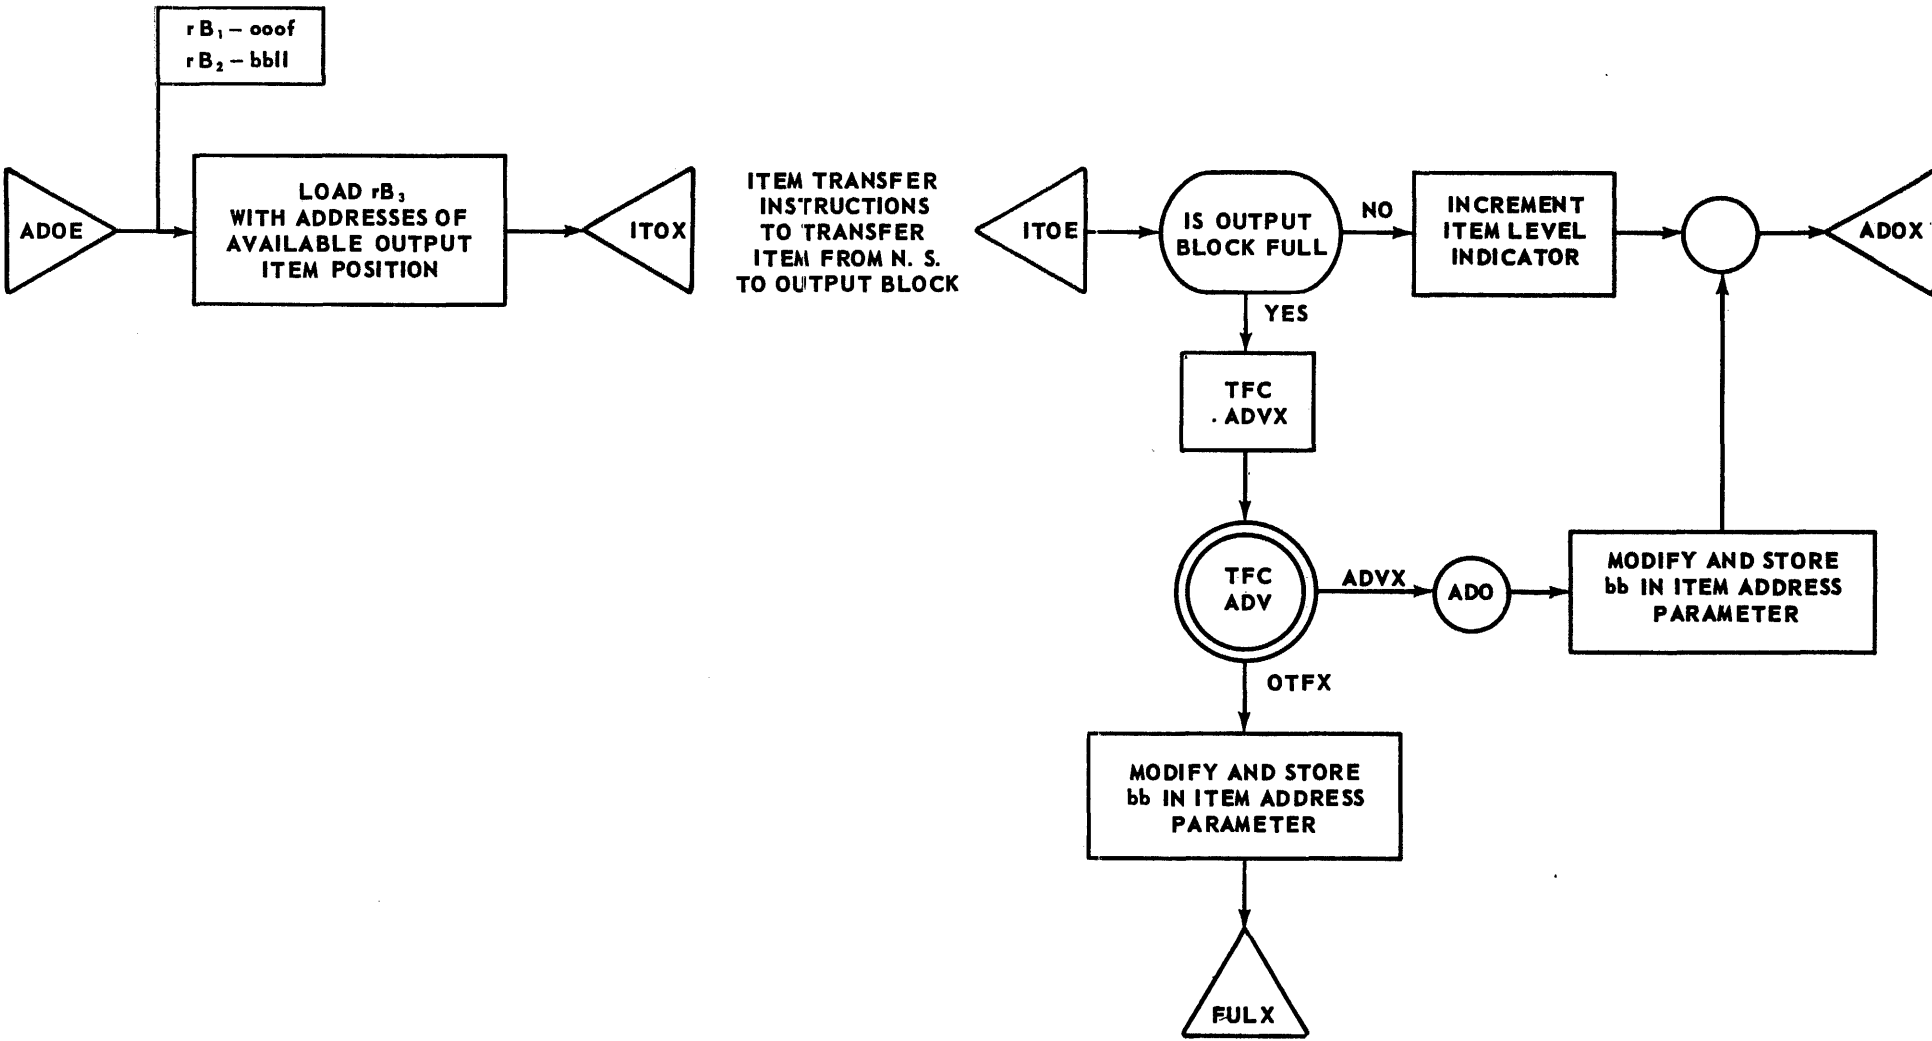 rB₁ – ooof
rB₂ – bbll
ADOE
LOAD rB₃
WITH ADDRESSES OF
AVAILABLE OUTPUT
ITEM POSITION
ITOX
ITEM TRANSFER
INSTRUCTIONS
TO TRANSFER
ITEM FROM N. S.
TO OUTPUT BLOCK
ITOE
IS OUTPUT
BLOCK FULL
NO
INCREMENT
ITEM LEVEL
INDICATOR
ADOX
YES
TFC
ADVX
TFC
ADV
ADVX
ADO
MODIFY AND STORE
bb IN ITEM ADDRESS
PARAMETER
OTFX
MODIFY AND STORE
bb IN ITEM ADDRESS
PARAMETER
FULX